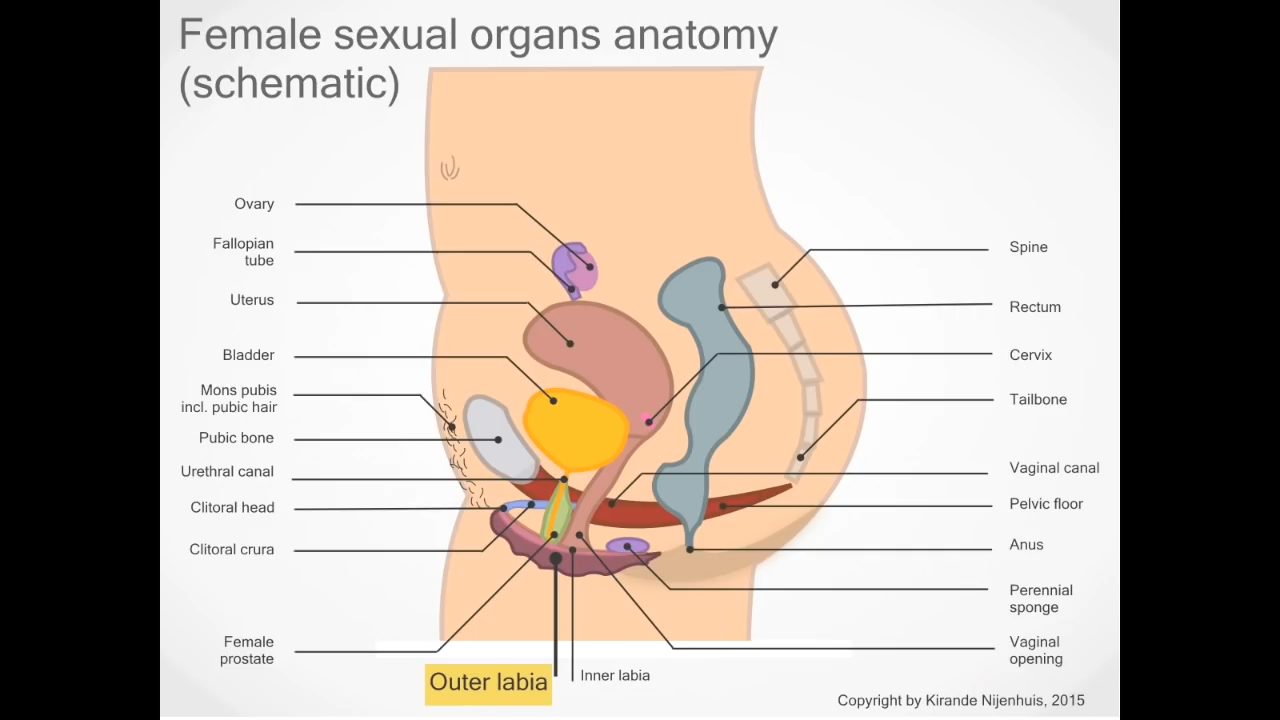 Female sexual organs anatomy
(schematic)
Ovary
Fallopian
tube
Uterus
Bladder
Mons pubis
incl. pubic hair
Pubic bone
Urethral canal
Clitoral head
Clitoral crura
Female
prostate
Outer labia
Inner labia
Spine
Rectum
Cervix
Tailbone
Vaginal canal
Pelvic floor
Anus
Perennial
sponge
Vaginal
opening
Copyright by Kirande Nijenhuis, 2015